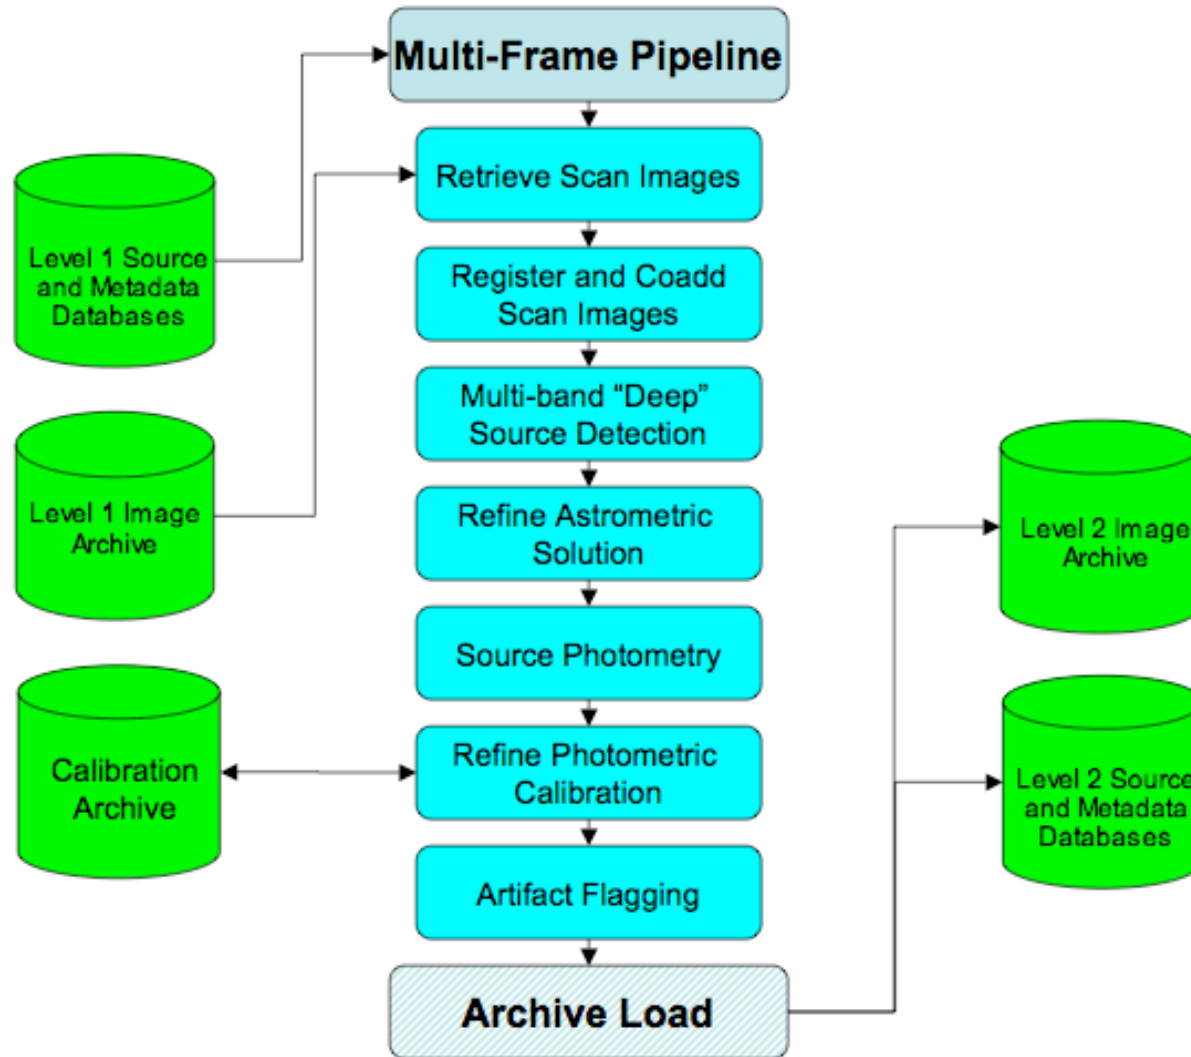 Multi-Frame Pipeline
Retrieve Scan Images
Level 1 Source
and Metadata
Databases
Register and Coadd
Scan Images
Multi-band “Deep”
Source Detection
Level 1 Image
Archive
Refine Astrometric
Solution
Level 2 Image
Archive
Source Photometry
Calibration
Archive
Refine Photometric
Calibration
Level 2 Source
and Metadata
Databases
Artifact Flagging
Archive Load